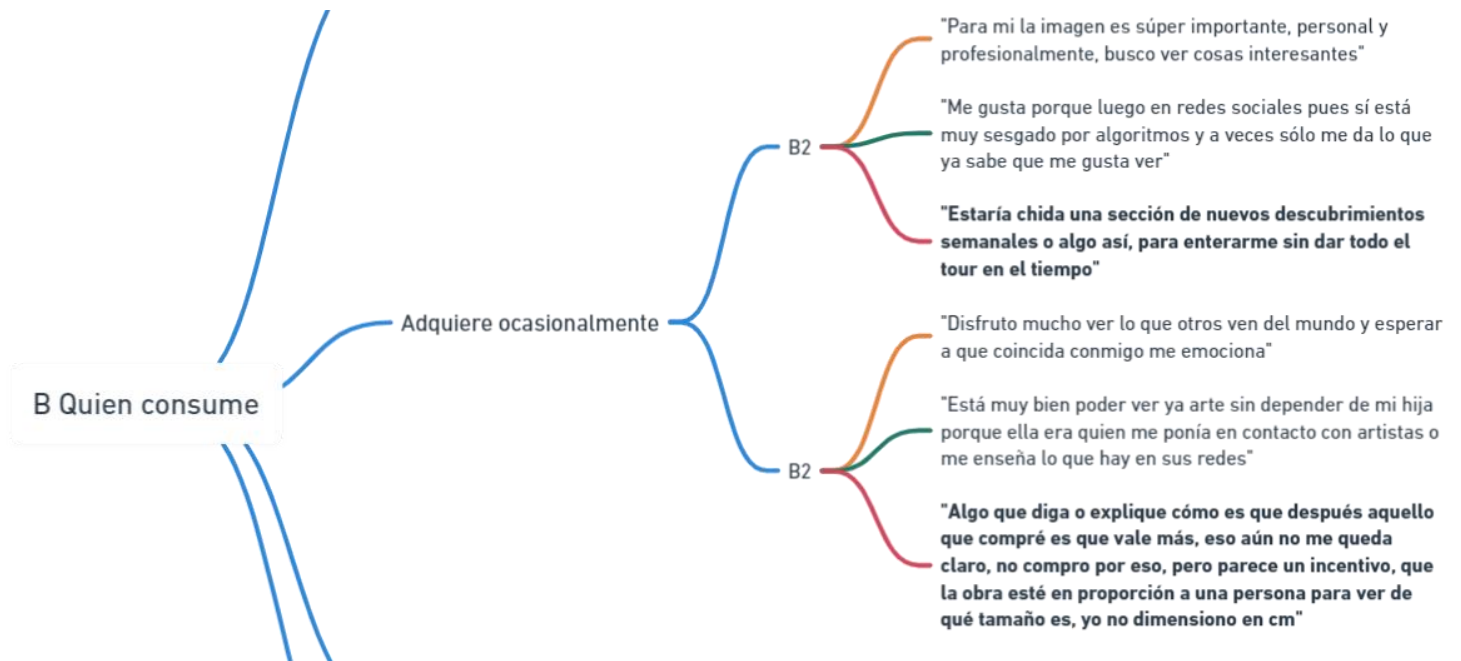 "Para mi la imagen es súper importante, personal y
profesionalmente, busco ver cosas interesantes"
"Me gusta porque luego en redes sociales pues sí está
muy sesgado por algoritmos y a veces sólo me da lo que
ya sabe que me gusta ver"
B2
"Estaría chida una sección de nuevos descubrimientos
semanales o algo así, para enterarme sin dar todo el
tour en el tiempo"
Adquiere ocasionalmente
B Quien consume
"Disfruto mucho ver lo que otros ven del mundo y esperar
a que coincida conmigo me emociona"
"Está muy bien poder ver ya arte sin depender de mi hija
porque ella era quien me ponía en contacto con artistas o
me enseña lo que hay en sus redes"
B2
"Algo que diga o explique cómo es que después aquello
que compré es que vale más, eso aún no me queda
claro, no compro por eso, pero parece un incentivo, que
la obra esté en proporción a una persona para ver de
qué tamaño es, yo no dimensiono en cm"